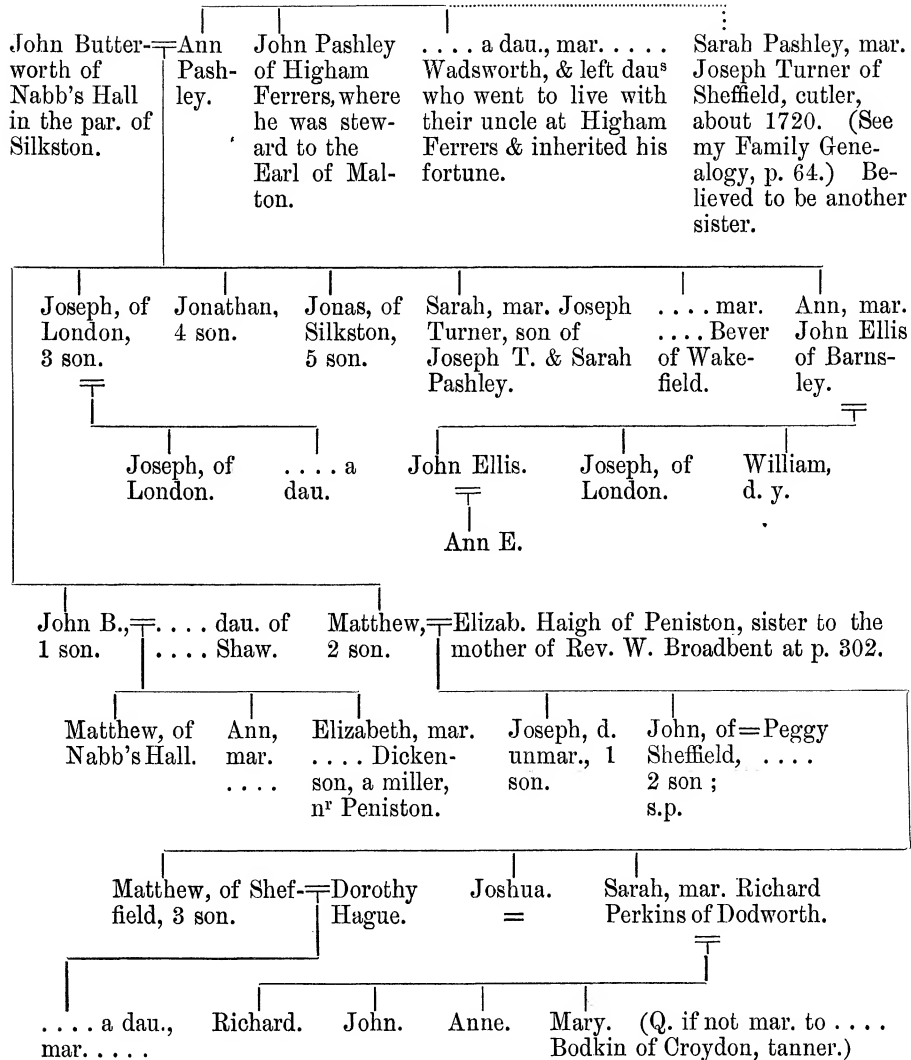 John Butter-
worth of
Nabb's Hall
in the par. of
Silkston.
Ann
Pash-
ley.
John Pashley
of Higham
Ferrers, where
he was stew-
ard to the
Earl of Mal-
ton.
. . . . a dau., mar. . . . .
Wadsworth, & left daus
who went to live with
their uncle at Higham
Ferrers & inherited his
fortune.
Sarah Pashley, mar.
Joseph Turner of
Sheffield, cutler,
about 1720. (See
my Family Gene-
alogy, p. 64.) Be-
lieved to be another
sister.
Joseph, of
London,
3 son.
Jonathan,
4 son.
Jonas, of
Silkston,
5 son.
Sarah, mar. Joseph
Turner, son of
Joseph T. & Sarah
Pashley.
. . . . mar.
. . . . Bever
of Wake-
field.
Ann, mar.
John Ellis
of Barns-
ley.
Joseph, of
London.
. . . . a
dau.
John Ellis.
Joseph, of
London.
William,
d. y.
Ann E.
John B.,
1 son.
. . . . dau. of
. . . . Shaw.
Matthew,
2 son.
Elizab. Haigh of Peniston, sister to the
mother of Rev. W. Broadbent at p. 302.
Matthew, of
Nabb's Hall.
Ann,
mar.
. . . .
Elizabeth, mar.
. . . . Dicken-
son, a miller,
nr Peniston.
Joseph, d.
unmar., 1
son.
John, of = Peggy
Sheffield, . . . .
2 son ;
s.p.
Matthew, of Shef-
field, 3 son.
Dorothy
Hague.
Joshua.
=
Sarah, mar. Richard
Perkins of Dodworth.
. . . . a dau.,
mar. . . . .
Richard.
John.
Anne.
Mary. (Q. if not mar. to . . . .
Bodkin of Croydon, tanner.)